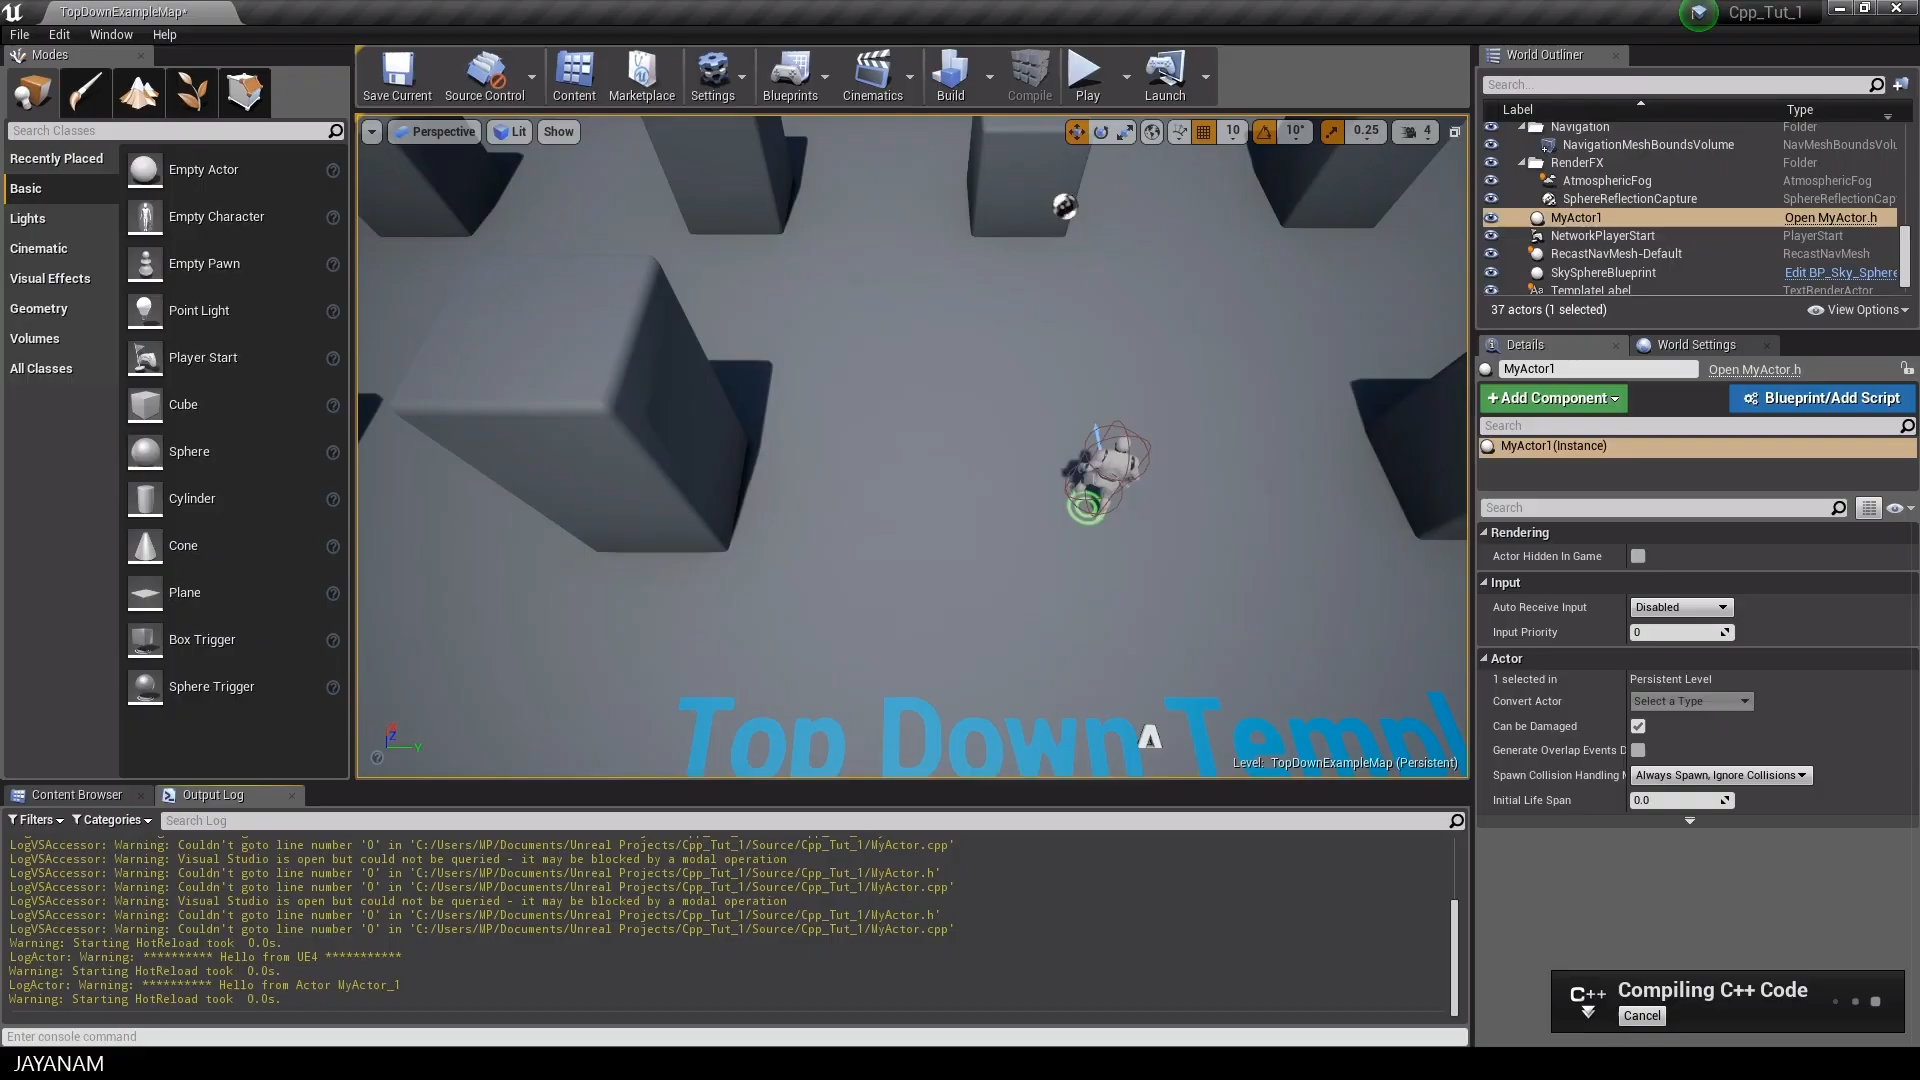 TopDownExampleMap*
Cpp_Tut_1
File Edit Window Help
Modes
Search Classes
Recently Placed
Basic
Lights
Cinematic
Visual Effects
Geometry
Volumes
All Classes
Empty Actor
Empty Character
Empty Pawn
Point Light
Player Start
Cube
Sphere
Cylinder
Cone
Plane
Box Trigger
Sphere Trigger
Save Current
Source Control
Content
Marketplace
Settings
Blueprints
Cinematics
Build
Compile
Play
Launch
Perspective
Lit
Show
10
10°
0.25
4
Top Down Templ
Level: TopDownExampleMap (Persistent)
Z
Y
World Outliner
Search...
Label Type
Navigation Folder
NavigationMeshBoundsVolume NavMeshBoundsVolu
RenderFX Folder
AtmosphericFog AtmosphericFog
SphereReflectionCapture SphereReflectionCap
MyActor1 Open MyActor.h
NetworkPlayerStart PlayerStart
RecastNavMesh-Default RecastNavMesh
SkySphereBlueprint Edit BP_Sky_Sphere
TemplateLabel TextRenderActor
37 actors (1 selected)
View Options
Details
World Settings
MyActor1
Open MyActor.h
+Add Component
Blueprint/Add Script
Search
MyActor1(Instance)
Search
Rendering
Actor Hidden In Game
Input
Auto Receive Input Disabled
Input Priority 0
Actor
1 selected in Persistent Level
Convert Actor Select a Type
Can be Damaged
Generate Overlap Events D
Spawn Collision Handling M Always Spawn, Ignore Collisions
Initial Life Span 0.0
Content Browser
Output Log
Filters Categories Search Log
LogVSAccessor: Warning: Couldn't goto line number '0' in 'C:/Users/MP/Documents/Unreal Projects/Cpp_Tut_1/Source/Cpp_Tut_1/MyActor.cpp'
LogVSAccessor: Warning: Visual Studio is open but could not be queried - it may be blocked by a modal operation
LogVSAccessor: Warning: Couldn't goto line number '0' in 'C:/Users/MP/Documents/Unreal Projects/Cpp_Tut_1/Source/Cpp_Tut_1/MyActor.h'
LogVSAccessor: Warning: Couldn't goto line number '0' in 'C:/Users/MP/Documents/Unreal Projects/Cpp_Tut_1/Source/Cpp_Tut_1/MyActor.cpp'
LogVSAccessor: Warning: Visual Studio is open but could not be queried - it may be blocked by a modal operation
LogVSAccessor: Warning: Couldn't goto line number '0' in 'C:/Users/MP/Documents/Unreal Projects/Cpp_Tut_1/Source/Cpp_Tut_1/MyActor.h'
LogVSAccessor: Warning: Couldn't goto line number '0' in 'C:/Users/MP/Documents/Unreal Projects/Cpp_Tut_1/Source/Cpp_Tut_1/MyActor.cpp'
Warning: Starting HotReload took 0.0s.
LogActor: Warning: ********** Hello from UE4 ***********
Warning: Starting HotReload took 0.0s.
LogActor: Warning: ********** Hello from Actor MyActor_1
Warning: Starting HotReload took 0.0s.
Enter console command
C++
Compiling C++ Code
Cancel
JAYANAM